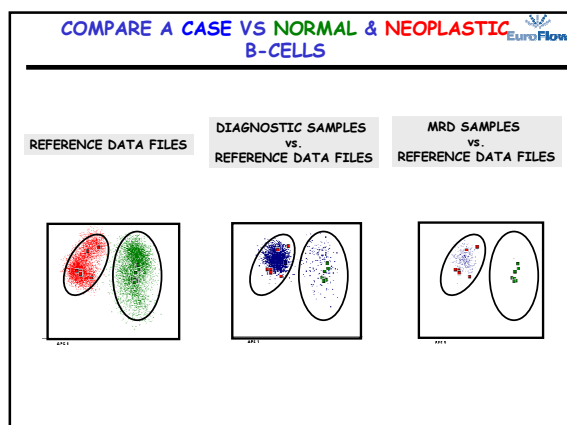 COMPARE A CASE VS NORMAL & NEOPLASTIC
B-CELLS
EuroFlow
REFERENCE DATA FILES
DIAGNOSTIC SAMPLES
vs.
REFERENCE DATA FILES
MRD SAMPLES
vs.
REFERENCE DATA FILES